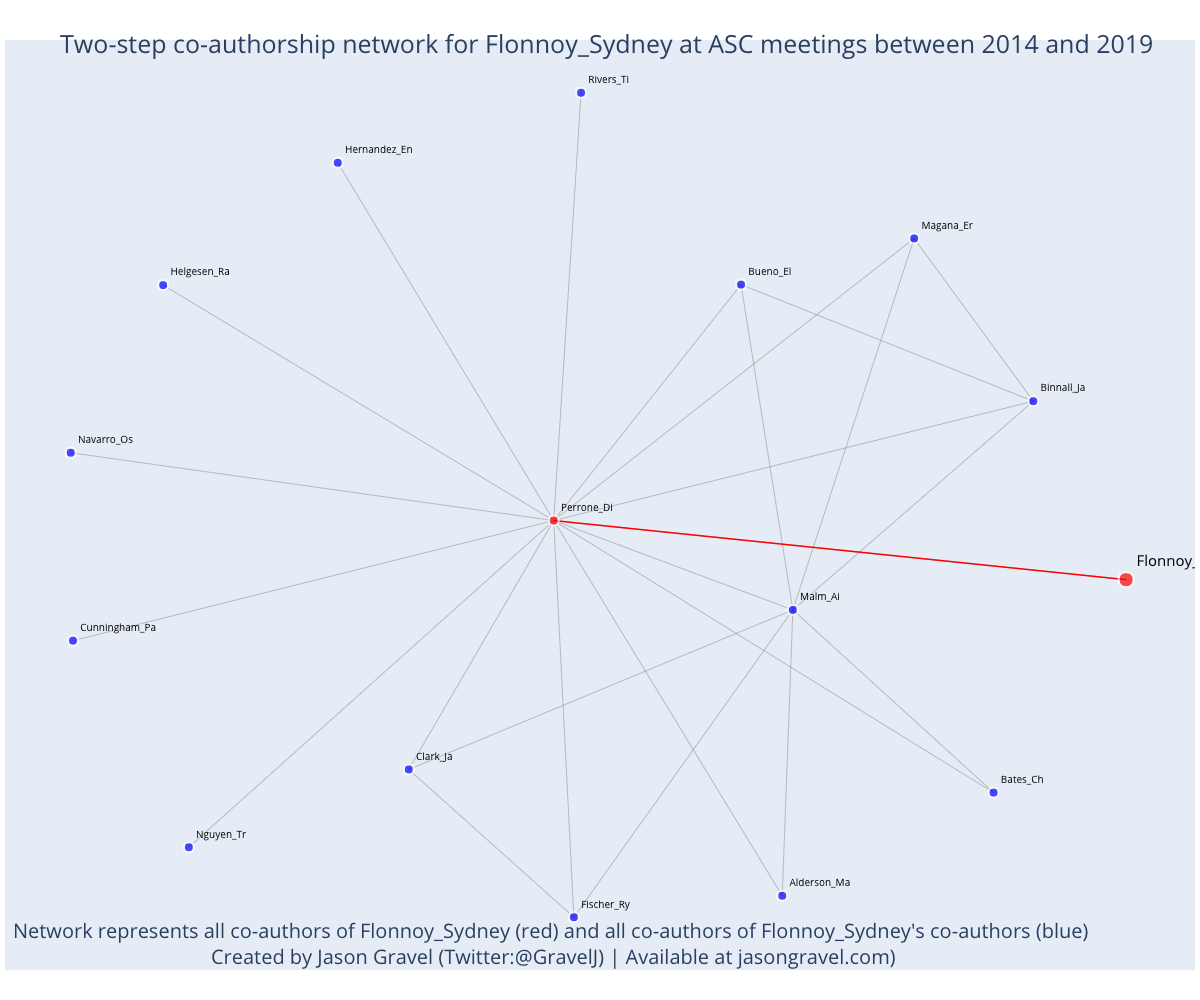 Two-step co-authorship network for Flonnoy_Sydney at ASC meetings between 2014 and 2019
Rivers_Ti
Hernandez_En
Magana_Er
Helgesen_Ra
Bueno_El
Binnall_Ja
Navarro_Os
Perrone_Di
Flonnoy_
Malm_Ai
Cunningham_Pa
Clark_Ja
Bates_Ch
Nguyen_Tr
Alderson_Ma
Fischer_Ry
Network represents all co-authors of Flonnoy_Sydney (red) and all co-authors of Flonnoy_Sydney's co-authors (blue)
Created by Jason Gravel (Twitter:@GravelJ) | Available at jasongravel.com)